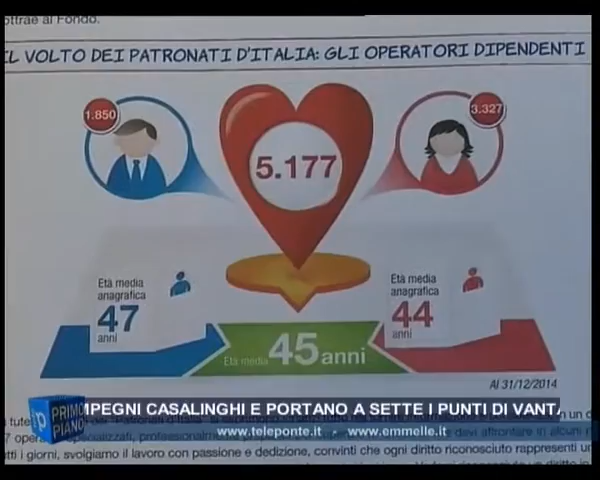 ottrae al Fondo.
IL VOLTO DEI PATRONATI D'ITALIA: GLI OPERATORI DIPENDENTI
1.850
3.327
5.177
Età media
anagrafica
47
anni
Età media
anagrafica
44
anni
Età media 45 anni
Al 31/12/2014
PRIMO
PIANO
MPEGNI CASALINGHI E PORTANO A SETTE I PUNTI DI VANT
www.teleponte.it - www.emmelle.it
tti i giorni, svolgiamo il lavoro con passione e dedizione, convinti che ogni diritto riconosciuto rappresenti un